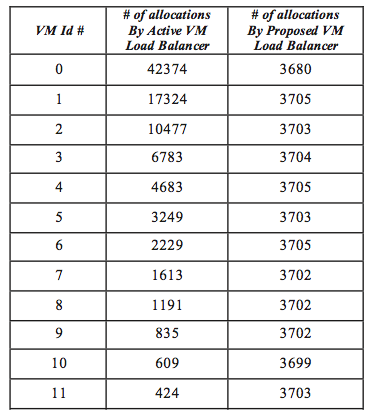 VM Id # # of allocations By Active VM Load Balancer # of allocations By Proposed VM Load Balancer
0 42374 3680
1 17324 3705
2 10477 3703
3 6783 3704
4 4683 3705
5 3249 3703
6 2229 3705
7 1613 3702
8 1191 3702
9 835 3702
10 609 3699
11 424 3703